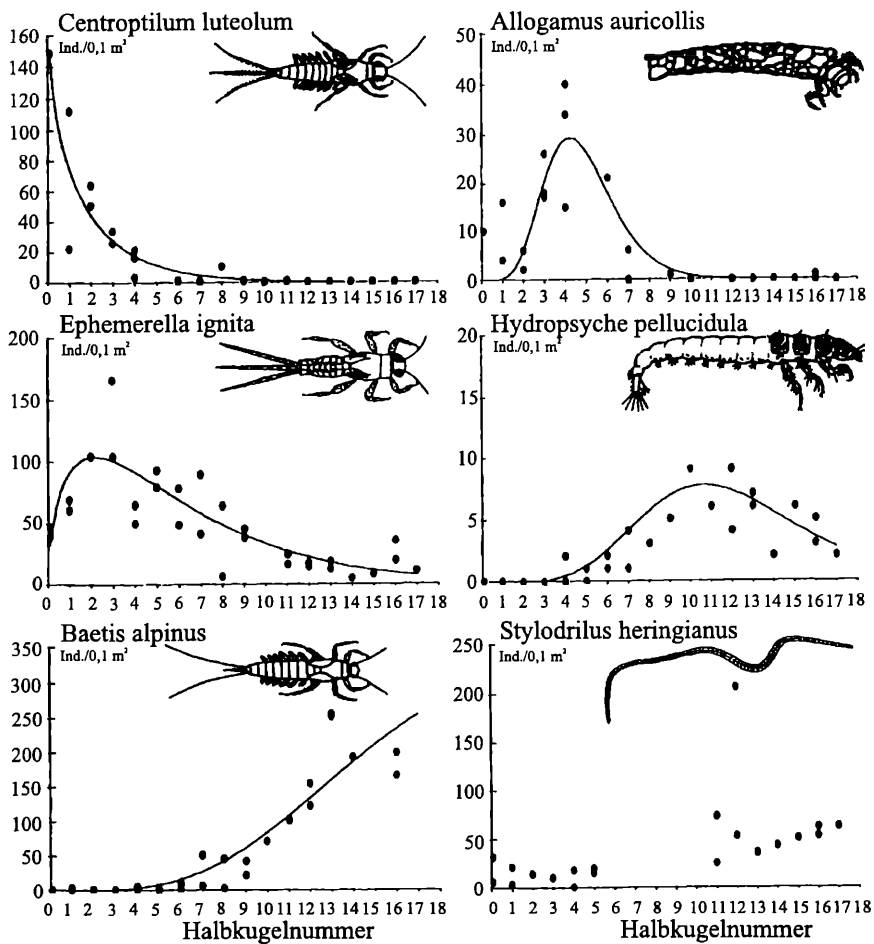 Centroptilum luteolum
Ind./0,1 m²
160
140
120
100
80
60
40
20
0
0 1 2 3 4 5 6 7 8 9 10 11 12 13 14 15 16 17 18
Allogamus auricollis
Ind./0,1 m²
50
40
30
20
10
0
0 1 2 3 4 5 6 7 8 9 10 11 12 13 14 15 16 17 18
Ephemerella ignita
Ind./0,1 m²
200
150
100
50
0
0 1 2 3 4 5 6 7 8 9 10 11 12 13 14 15 16 17 18
Hydropsyche pellucidula
Ind./0,1 m²
20
15
10
5
0
0 1 2 3 4 5 6 7 8 9 10 11 12 13 14 15 16 17 18
Baetis alpinus
Ind./0,1 m²
350
300
250
200
150
100
50
0
0 1 2 3 4 5 6 7 8 9 10 11 12 13 14 15 16 17 18
Halbkugelnummer
Stylodrilus heringianus
Ind./0,1 m²
250
200
150
100
50
0
0 1 2 3 4 5 6 7 8 9 10 11 12 13 14 15 16 17 18
Halbkugelnummer